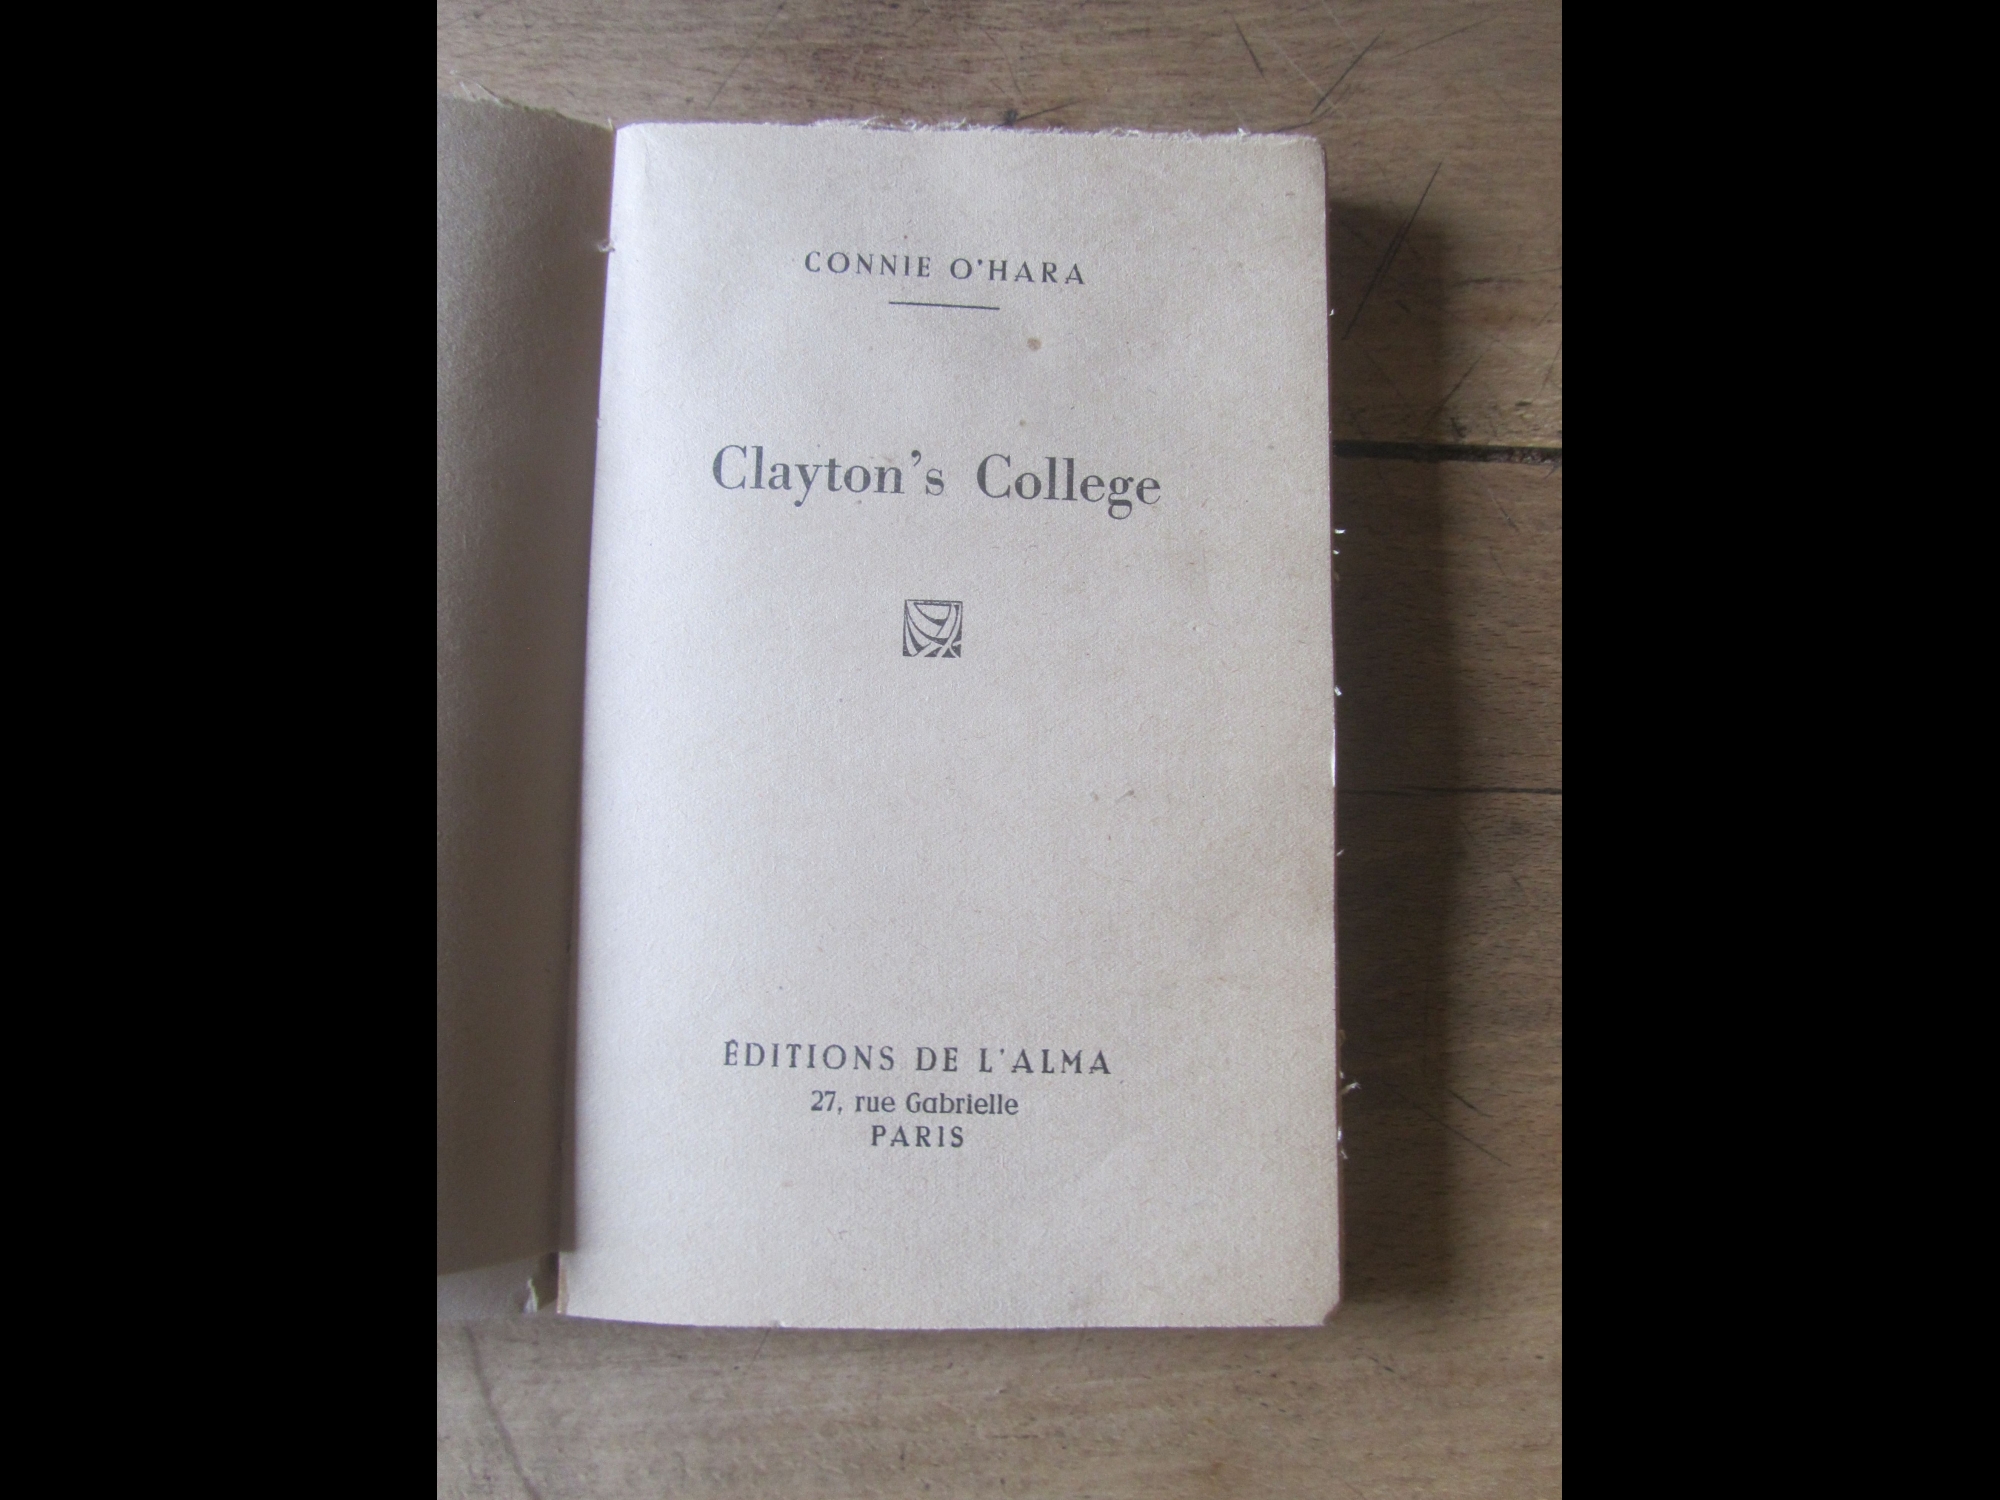 CONNIE O'HARA
Clayton's College
ÉDITIONS DE L'ALMA
27, rue Gabrielle
PARIS